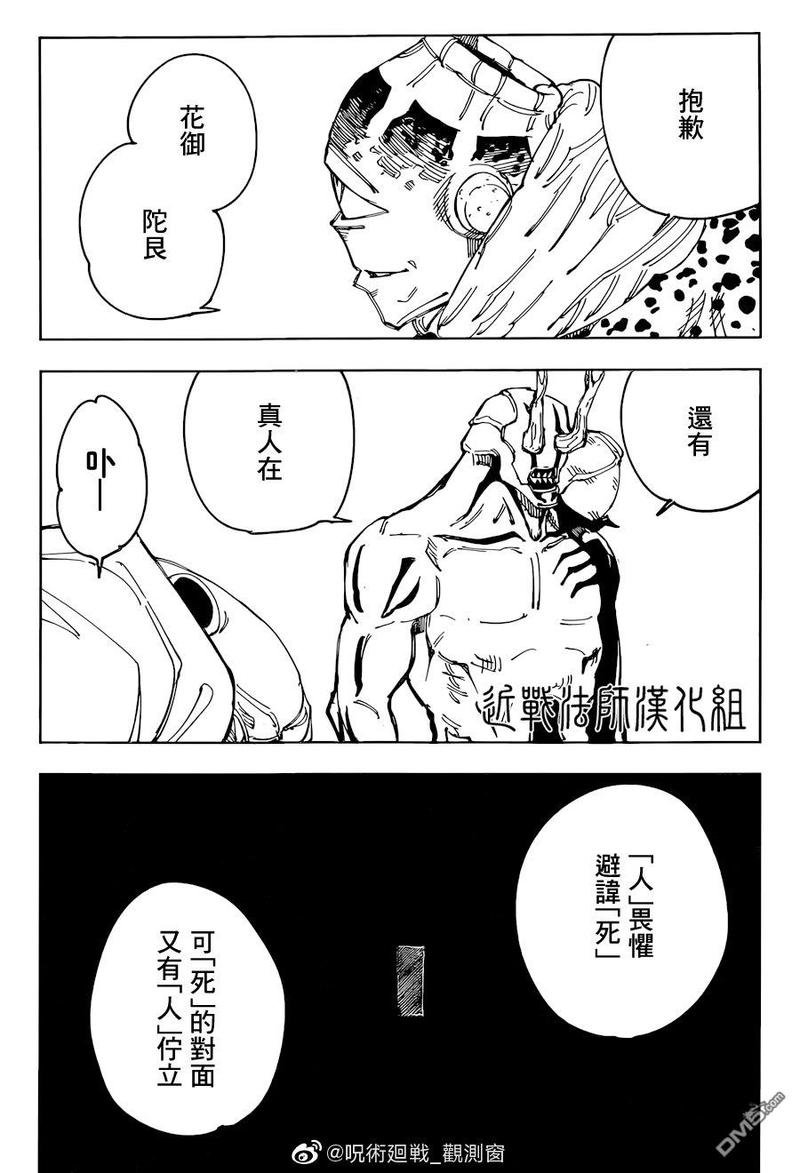 抱歉
花御
陀艮
還有
真人在
卟
近戰法師漢化組
「人」畏懼
避諱「死」
可「死」的對面
又有「人」佇立
@呪術廻戦_觀測窗
DM5.com